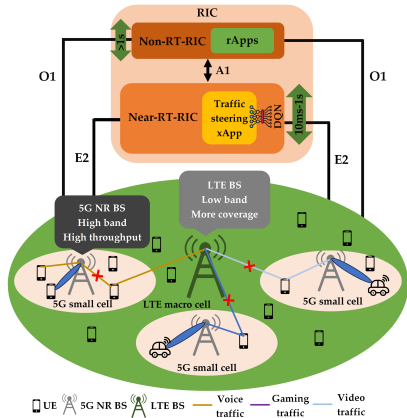 RIC
>1s
Non-RT-RIC
rApps
O1
A1
O1
Near-RT-RIC
Traffic
steering
xApp
DQN
10ms-1s
E2
E2
5G NR BS
High band
High throughput
LTE BS
Low band
More coverage
5G small cell
LTE macro cell
5G small cell
5G small cell
UE
5G NR BS
LTE BS
Voice
traffic
Gaming
traffic
Video
traffic